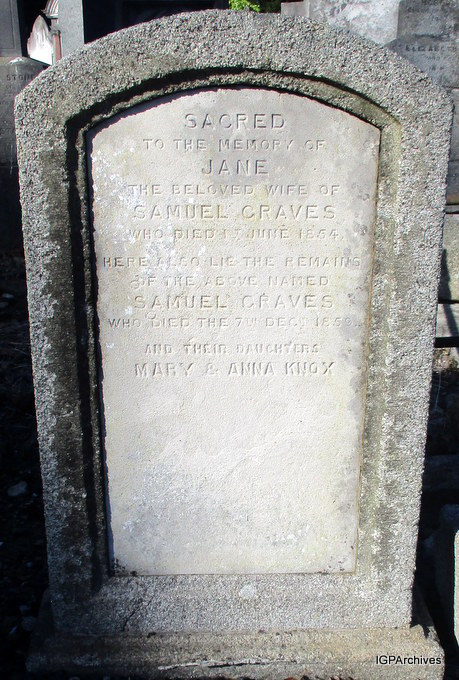 SACRED
TO THE MEMORY OF
JANE
THE BELOVED WIFE OF
SAMUEL GRAVES
WHO DIED 1ST JUNE 1854.
HERE ALSO LIE THE REMAINS
OF THE ABOVE NAMED
SAMUEL GRAVES
WHO DIED THE 7TH DEC.
AND THEIR DAUGHTERS
MARY & ANNA KNOX
IGPArchives